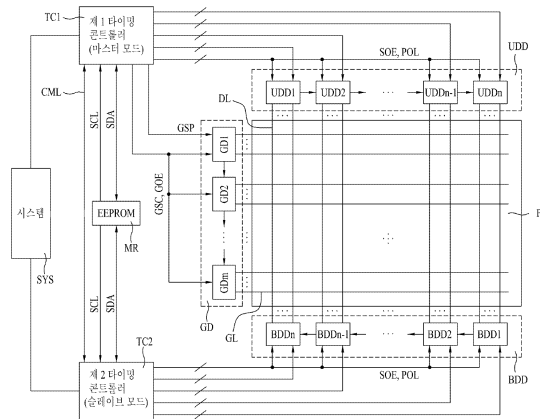 TC1
제 1 타이밍
콘트롤러
(마스터 모드)
SOE, POL
UDD
UDD1
UDD2
UDDn-1
UDDn
CML
SCL
SDA
DL
GSP
GD1
GSC, GOE
GD2
시스템
EEPROM
MR
SYS
GDm
GD
GL
SCL
SDA
TC2
BDDn
BDDn-1
BDD2
BDD1
BDD
제 2 타이밍
콘트롤러
(슬레이브 모드)
SOE, POL